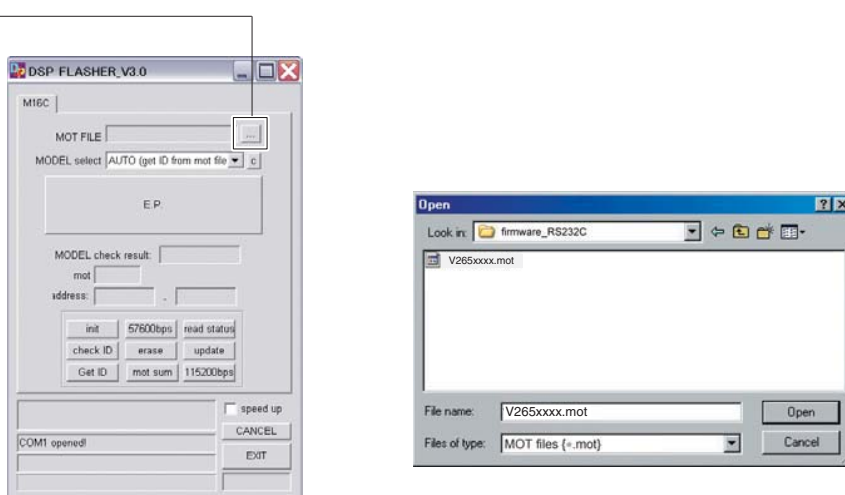 DSP FLASHER_V3.0
M16C
MOT FILE ...
MODEL select AUTO (get ID from mot file c
E.P.
MODEL check result:
mot
address: -
init 57600bps read status
check ID erase update
Get ID mot sum 115200bps
speed up
CANCEL
COM1 opened!
EXIT
Open
Look in: firmware_RS232C
V265xxxx.mot
File name: V265xxxx.mot Open
Files of type: MOT files {*.mot} Cancel